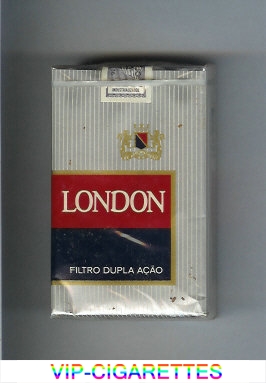 LONDON
FILTRO DUPLA AÇÃO
VIP-CIGARETTES